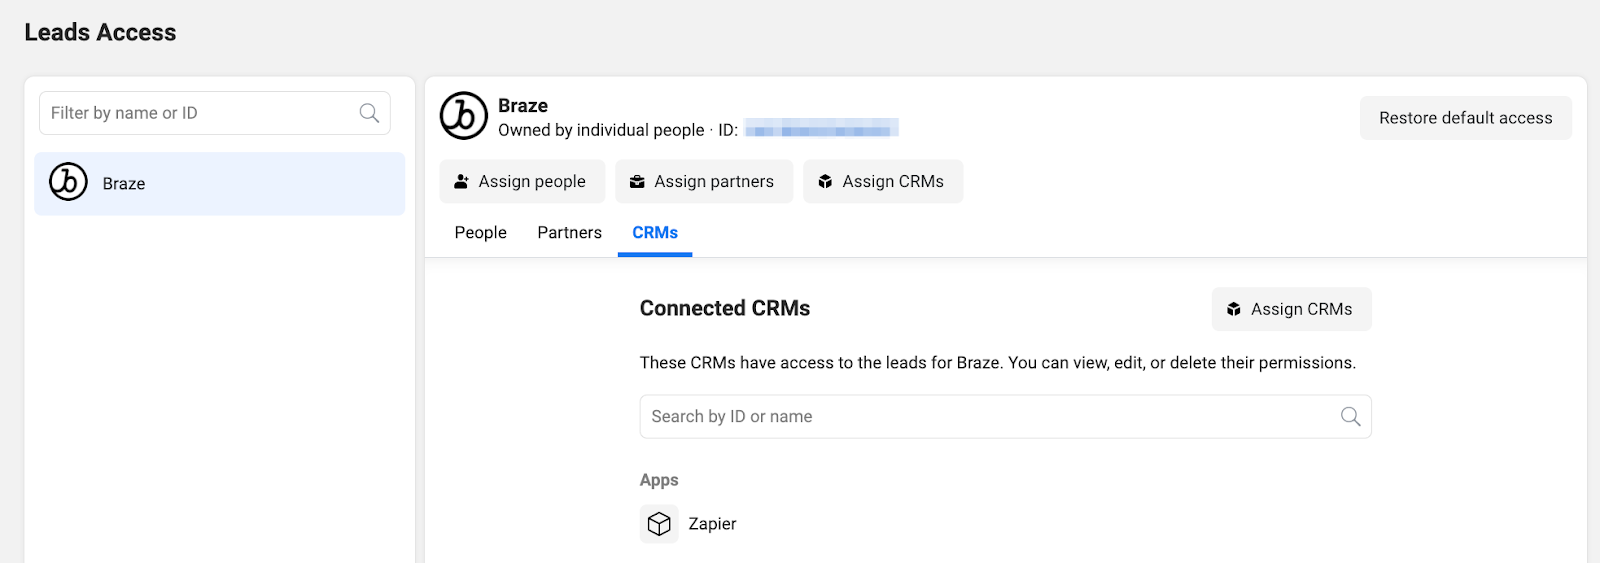 Leads Access
Filter by name or ID
Braze
Braze
Owned by individual people · ID:
Restore default access
Assign people
Assign partners
Assign CRMs
People
Partners
CRMs
Connected CRMs
Assign CRMs
These CRMs have access to the leads for Braze. You can view, edit, or delete their permissions.
Search by ID or name
Apps
Zapier